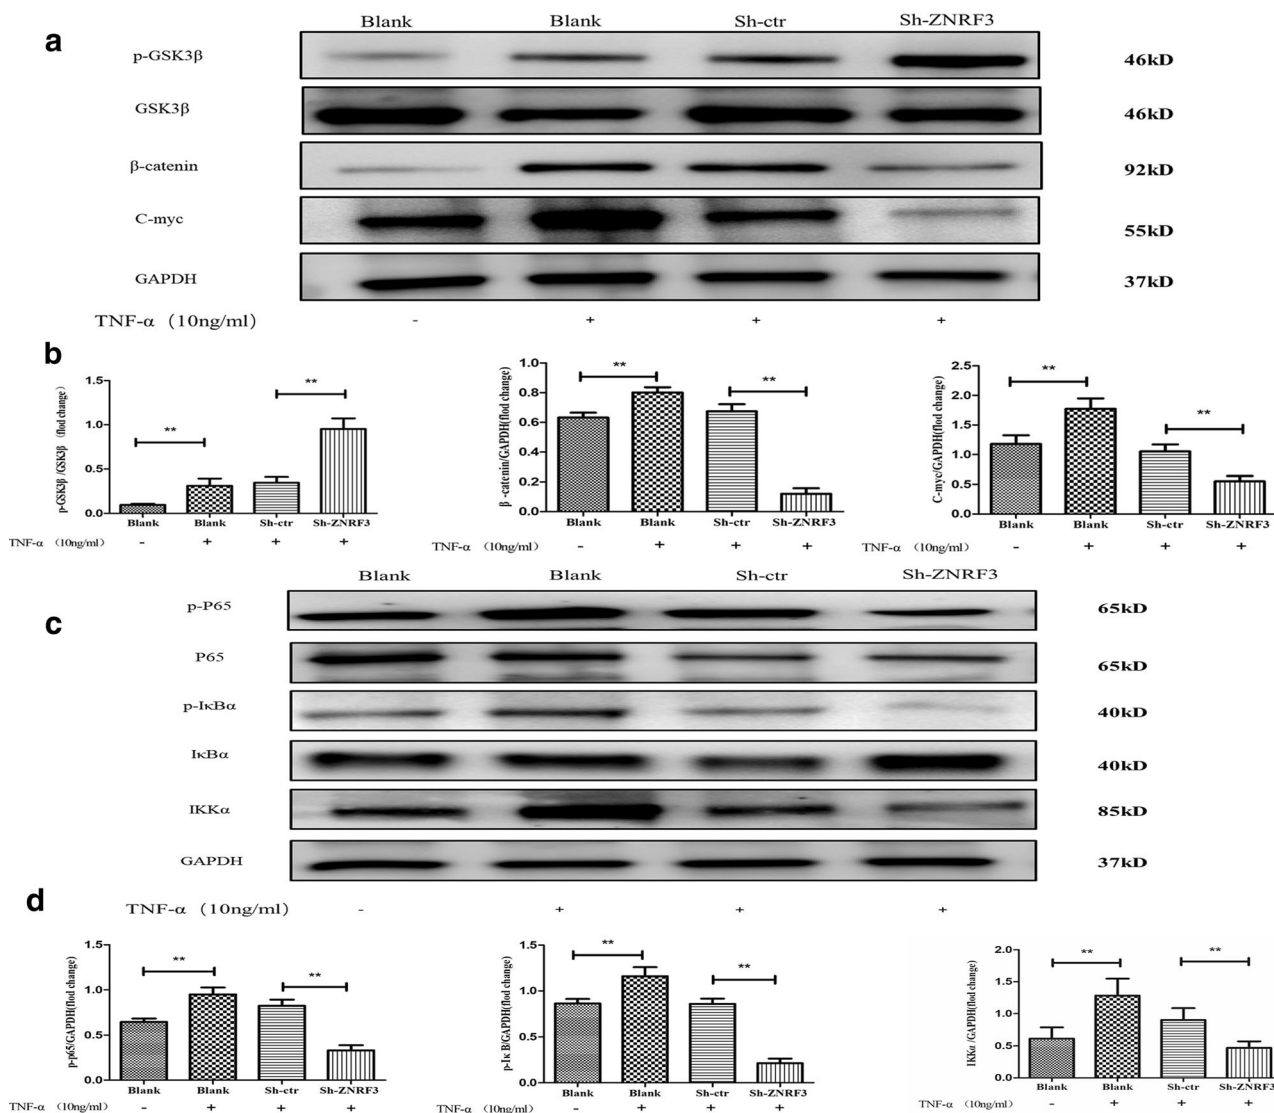 Blank Blank Sh-ctr Sh-ZNRF3
a
p-GSK3β 46kD
GSK3β 46kD
β-catenin 92kD
C-myc 55kD
GAPDH 37kD
TNF-α (10ng/ml) - + + +
b
p-GSK3β /GSK3β (flod change)
1.5
1.0
0.5
0.0
** **
Blank Blank Sh-ctr Sh-ZNRF3
TNF-α (10ng/ml) - + + +
β -catenin/GAPDH(flod change)
1.0
0.8
0.6
0.4
0.2
0.0
** **
Blank Blank Sh-ctr Sh-ZNRF3
TNF-α (10ng/ml) - + + +
C-myc/GAPDH(flod change)
2.5
2.0
1.5
1.0
0.5
0.0
** **
Blank Blank Sh-ctr Sh-ZNRF3
TNF-α (10ng/ml) - + + +
Blank Blank Sh-ctr Sh-ZNRF3
c
p-P65 65kD
P65 65kD
p-IκBα 40kD
IκBα 40kD
IKKα 85kD
GAPDH 37kD
TNF-α (10ng/ml) - + + +
d
p-p65/GAPDH(flod change)
1.5
1.0
0.5
0.0
** **
Blank Blank Sh-ctr Sh-ZNRF3
TNF-α (10ng/ml) - + + +
p-Iκ B/GAPDH(flod change)
1.5
1.0
0.5
0.0
** **
Blank Blank Sh-ctr Sh-ZNRF3
TNF-α (10ng/ml) - + + +
IKKα /GAPDH(flod change)
2.0
1.5
1.0
0.5
0.0
** **
Blank Blank Sh-ctr Sh-ZNRF3
TNF-α (10ng/ml) - + + +